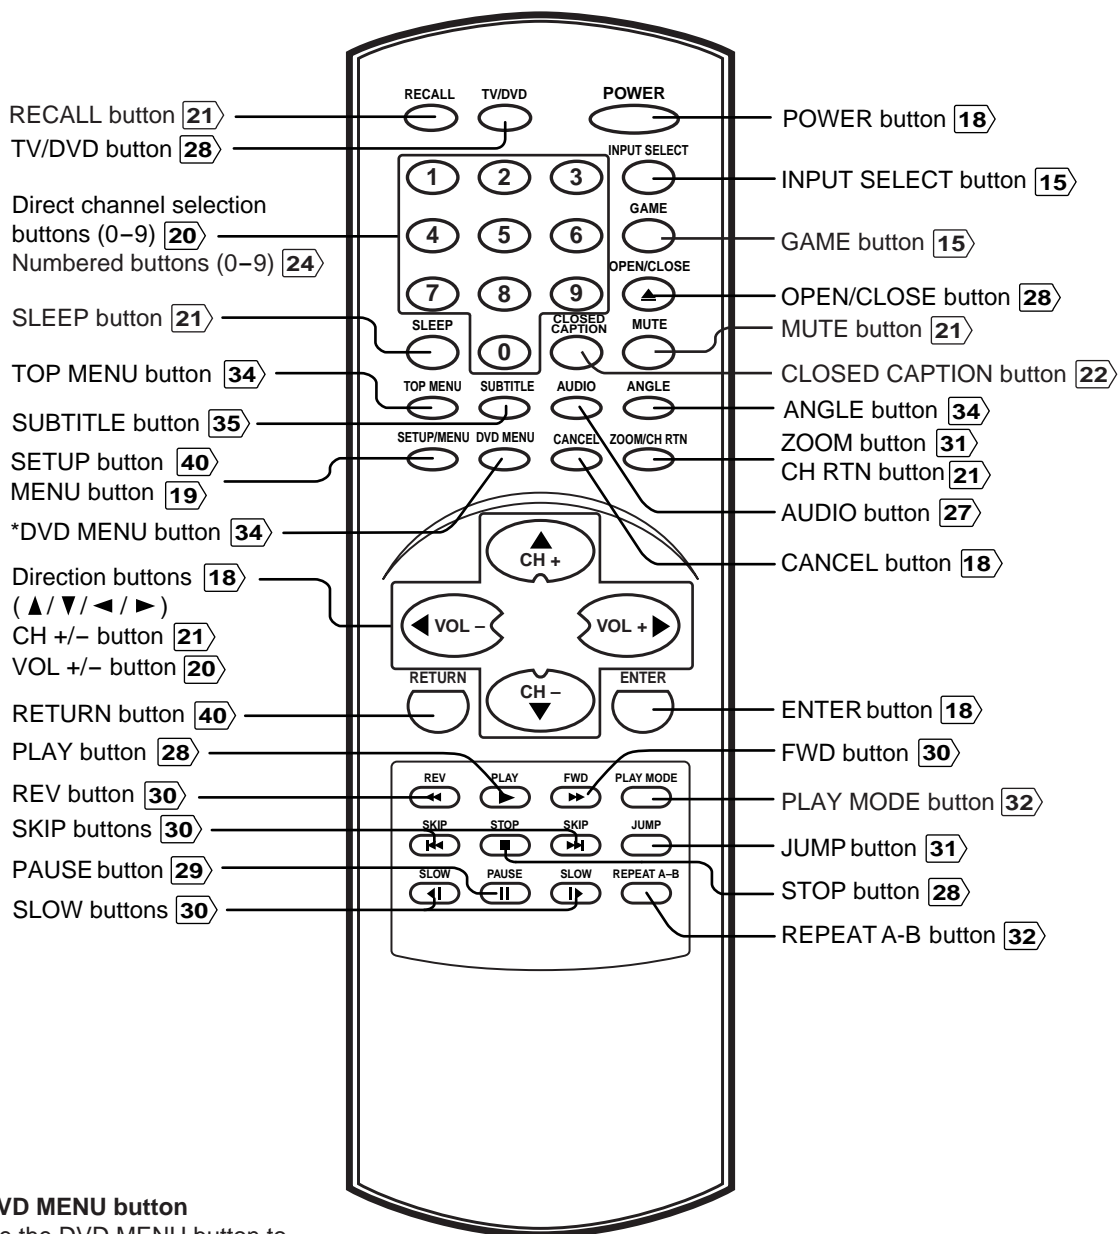 RECALL TV/DVD POWER
RECALL button 21
POWER button 18
TV/DVD button 28
INPUT SELECT
1 2 3
INPUT SELECT button 15
Direct channel selection
buttons (0–9) 20
GAME
4 5 6
GAME button 15
Numbered buttons (0–9) 24
OPEN/CLOSE
7 8 9
OPEN/CLOSE button 28
SLEEP button 21
SLEEP
CLOSED
CAPTION
MUTE
MUTE button 21
0
TOP MENU button 34
CLOSED CAPTION button 22
TOP MENU SUBTITLE AUDIO ANGLE
ANGLE button 34
SUBTITLE button 35
SETUP/MENU DVD MENU CANCEL ZOOM/CH RTN
ZOOM button 31
SETUP button 40
CH RTN button 21
MENU button 19
AUDIO button 27
*DVD MENU button 34
CH +
CANCEL button 18
Direction buttons 18
( ▲/▼/◄/► )
VOL – VOL +
CH +/– button 21
VOL +/– button 20
RETURN ENTER
CH –
RETURN button 40
ENTER button 18
PLAY button 28
FWD button 30
REV PLAY FWD PLAY MODE
REV button 30
PLAY MODE button 32
SKIP buttons 30
SKIP STOP SKIP JUMP
JUMP button 31
PAUSE button 29
SLOW PAUSE SLOW REPEAT A–B
STOP button 28
SLOW buttons 30
REPEAT A-B button 32
VD MENU button
the DVD MENU button to